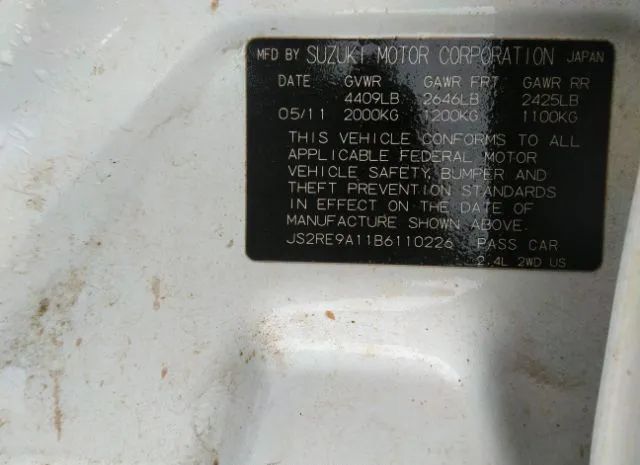 MFD BY SUZUKI MOTOR CORPORATION JAPAN
DATE GVWR GAWR FRT GAWR RR
4409LB 2646LB 2425LB
05/11 2000KG 1200KG 1100KG
THIS VEHICLE CONFORMS TO ALL
APPLICABLE FEDERAL MOTOR
VEHICLE SAFETY, BUMPER AND
THEFT PREVENTION STANDARDS
IN EFFECT ON THE DATE OF
MANUFACTURE SHOWN ABOVE.
JS2RE9A11B6110226 PASS CAR
2.4L 2WD US